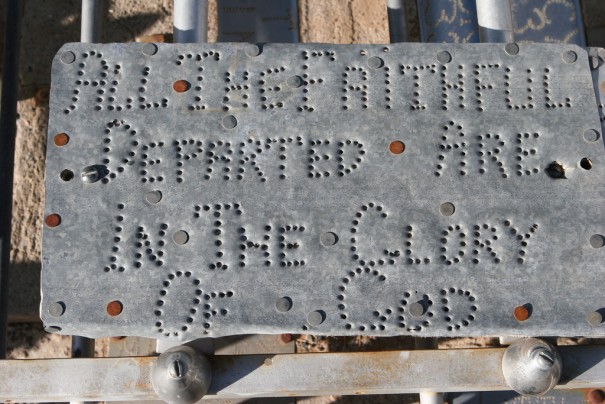 ALL THE FAITHFUL
DEPARTED ARE
IN THE GLORY
OF GOD